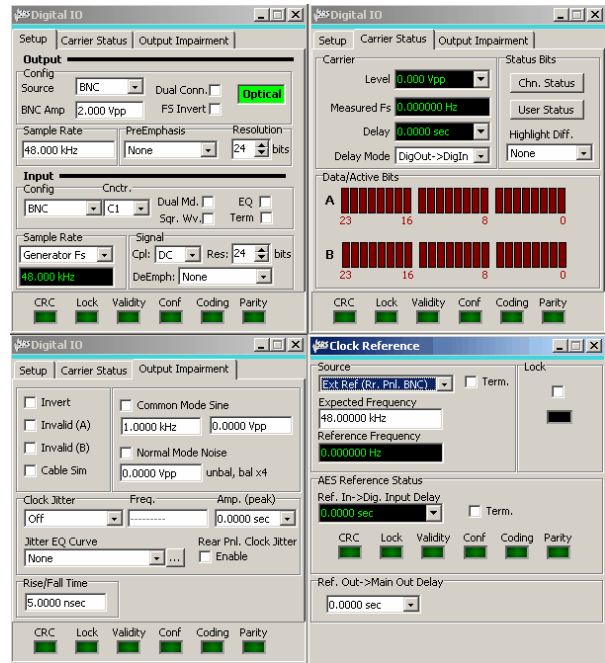 SRS Digital IO
Setup Carrier Status Output Impairment
Output
Config
Source BNC Dual Conn. Optical
BNC Amp 2.000 Vpp FS Invert
Sample Rate PreEmphasis Resolution
48.000 kHz None 24 bits
Input
Config Cnctr.
BNC C1 Dual Md. EQ
Sqr. Wv. Term
Sample Rate Signal
Generator Fs Cpl: DC Res: 24 bits
48.000 kHz DeEmph: None
CRC Lock Validity Conf Coding Parity
SRS Digital IO
Setup Carrier Status Output Impairment
Carrier Status Bits
Level 0.000 Vpp Chn. Status
Measured Fs 0.000000 Hz User Status
Delay 0.0000 sec Highlight Diff.
Delay Mode DigOut->DigIn None
Data/Active Bits
A
23 16 8 0
B
23 16 8 0
CRC Lock Validity Conf Coding Parity
SRS Digital IO
Setup Carrier Status Output Impairment
Invert Common Mode Sine
Invalid (A) 1.0000 kHz 0.0000 Vpp
Invalid (B) Normal Mode Noise
Cable Sim 0.0000 Vpp unbal, bal x4
Clock Jitter Freq. Amp. (peak)
Off --------- 0.0000 sec
Jitter EQ Curve Rear Pnl. Clock Jitter
None ... Enable
Rise/Fall Time
5.0000 nsec
CRC Lock Validity Conf Coding Parity
SRS Clock Reference
Source Lock
Ext Ref (Rr. Pnl. BNC) Term.
Expected Frequency
48.00000 kHz
Reference Frequency
0.000000 Hz
AES Reference Status
Ref. In->Dig. Input Delay
0.0000 sec Term.
CRC Lock Validity Conf Coding Parity
Ref. Out->Main Out Delay
0.0000 sec